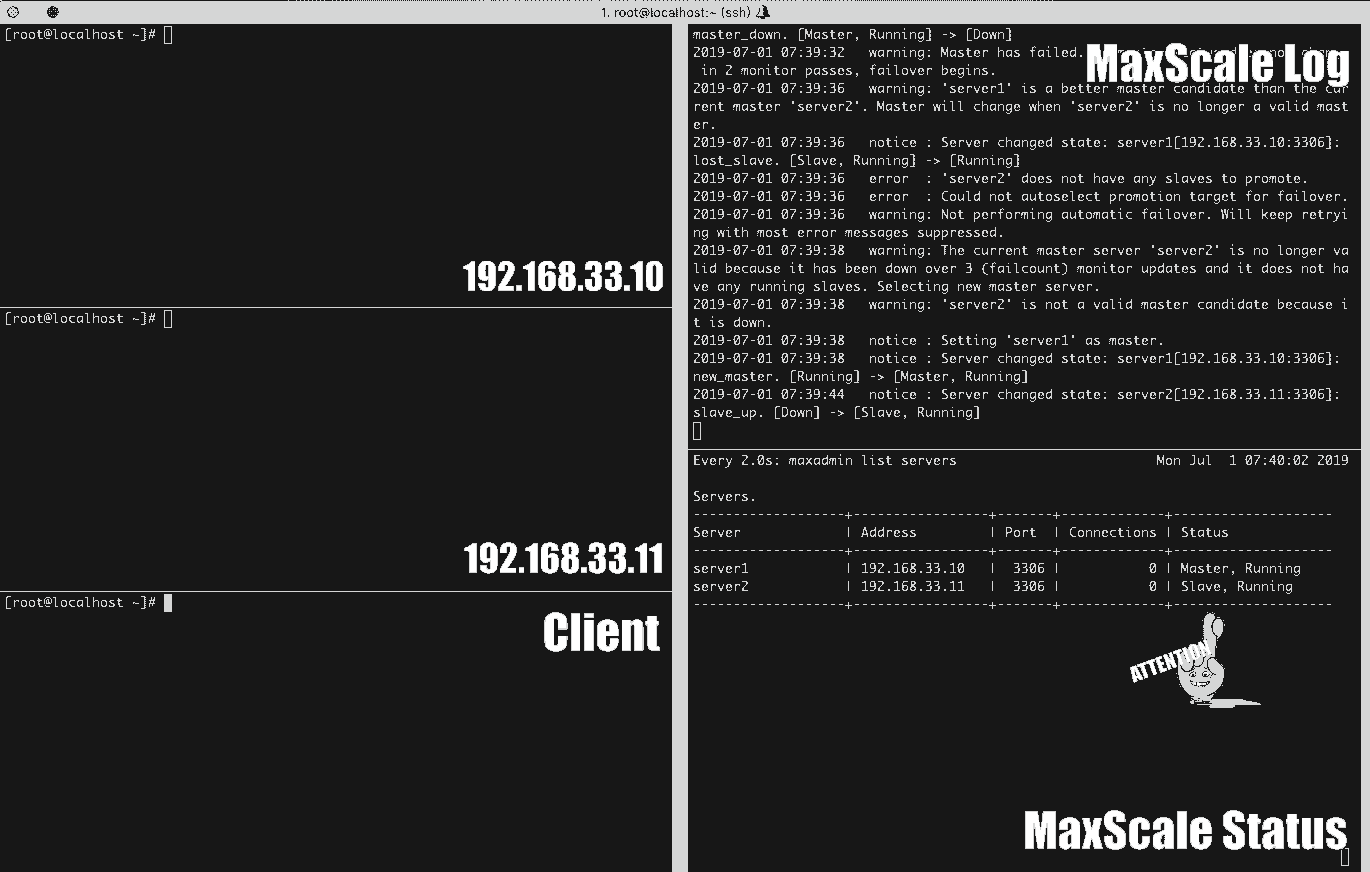 1. root@localhost:~ (ssh)
[root@localhost ~]#
192.168.33.10
[root@localhost ~]#
192.168.33.11
[root@localhost ~]#
Client
master_down. [Master, Running] -> [Down]
2019-07-01 07:39:32   warning: Master has failed.
MaxScale Log
in 2 monitor passes, failover begins.
2019-07-01 07:39:36   warning: 'server1' is a better master candidate than the cur
rent master 'server2'. Master will change when 'server2' is no longer a valid mast
er.
2019-07-01 07:39:36   notice : Server changed state: server1[192.168.33.10:3306]:
lost_slave. [Slave, Running] -> [Running]
2019-07-01 07:39:36   error  : 'server2' does not have any slaves to promote.
2019-07-01 07:39:36   error  : Could not autoselect promotion target for failover.
2019-07-01 07:39:36   warning: Not performing automatic failover. Will keep retryi
ng with most error messages suppressed.
2019-07-01 07:39:38   warning: The current master server 'server2' is no longer va
lid because it has been down over 3 (failcount) monitor updates and it does not ha
ve any running slaves. Selecting new master server.
2019-07-01 07:39:38   warning: 'server2' is not a valid master candidate because i
t is down.
2019-07-01 07:39:38   notice : Setting 'server1' as master.
2019-07-01 07:39:38   notice : Server changed state: server1[192.168.33.10:3306]:
new_master. [Running] -> [Master, Running]
2019-07-01 07:39:44   notice : Server changed state: server2[192.168.33.11:3306]:
slave_up. [Down] -> [Slave, Running]
Every 2.0s: maxadmin list servers                         Mon Jul  1 07:40:02 2019
Servers.
-------------------+-----------------+-------+-------------+--------------------
Server             | Address         | Port  | Connections | Status
-------------------+-----------------+-------+-------------+--------------------
server1            | 192.168.33.10   |  3306 |           0 | Master, Running
server2            | 192.168.33.11   |  3306 |           0 | Slave, Running
-------------------+-----------------+-------+-------------+--------------------
ATTENTION
MaxScale Status